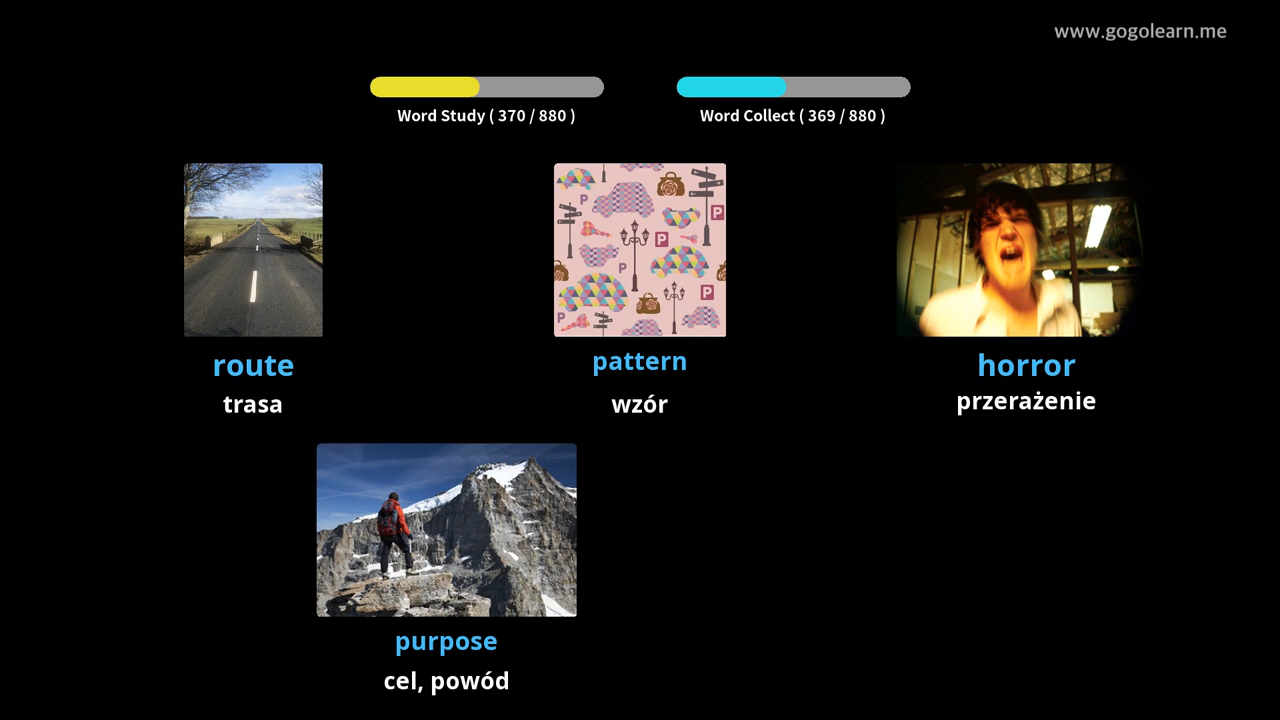 www.gogolearn.me
Word Study ( 370 / 880 )
Word Collect ( 369 / 880 )
P
P
P
P
P
P
route
pattern
horror
trasa
wzór
przerażenie
purpose
cel, powód